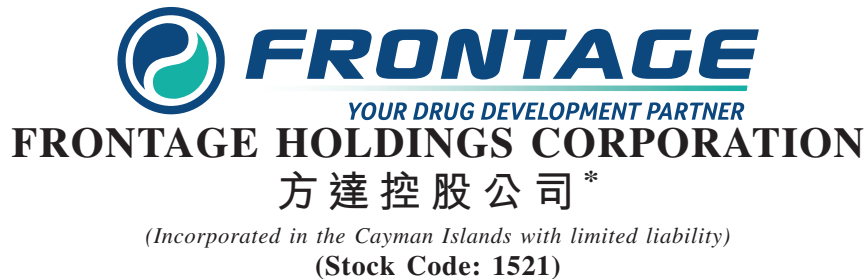 FRONTAGE
YOUR DRUG DEVELOPMENT PARTNER
FRONTAGE HOLDINGS CORPORATION
方達控股公司*
(Incorporated in the Cayman Islands with limited liability)
(Stock Code: 1521)